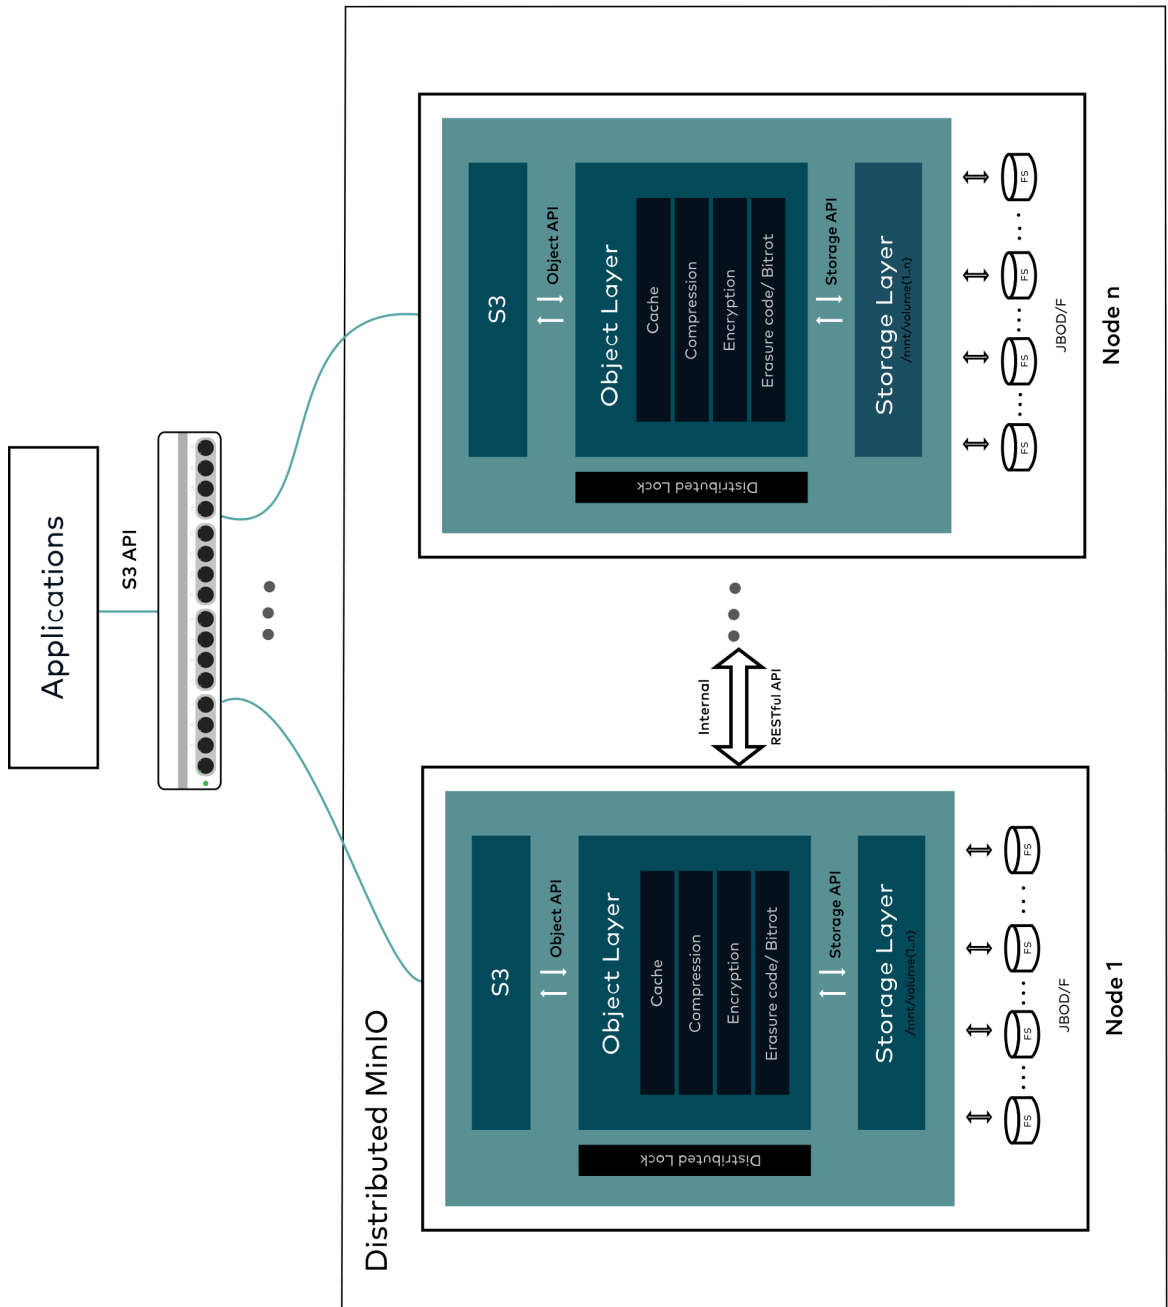 Applications
S3 API
Distributed MinIO
S3
Object API
Object Layer
Cache
Compression
Encryption
Erasure code/ Bitrot
Distributed Lock
Storage API
Storage Layer
/mnt/volume{1..n}
FS
FS
FS
FS
JBOD/F
Node 1
Internal
RESTful API
S3
Object API
Object Layer
Cache
Compression
Encryption
Erasure code/ Bitrot
Distributed Lock
Storage API
Storage Layer
/mnt/volume{1..n}
FS
FS
FS
FS
JBOD/F
Node n